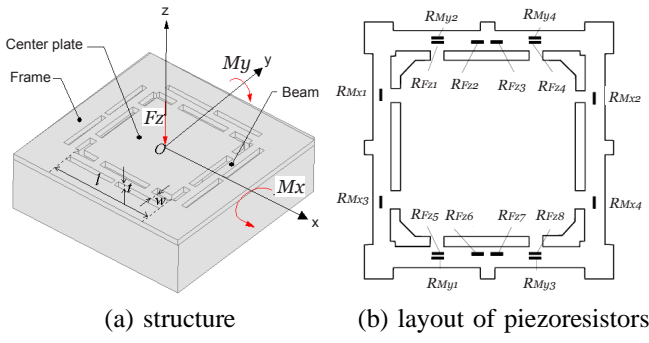 z
y
x
O
Center plate
Frame
Beam
My
Fz
Mx
l
t
w
(a) structure
RMy2
RMy4
RFz1
RFz2
RFz3
RFz4
RMx1
RMx2
RMx3
RMx4
RFz5
RFz6
RFz7
RFz8
RMy1
RMy3
(b) layout of piezoresistors